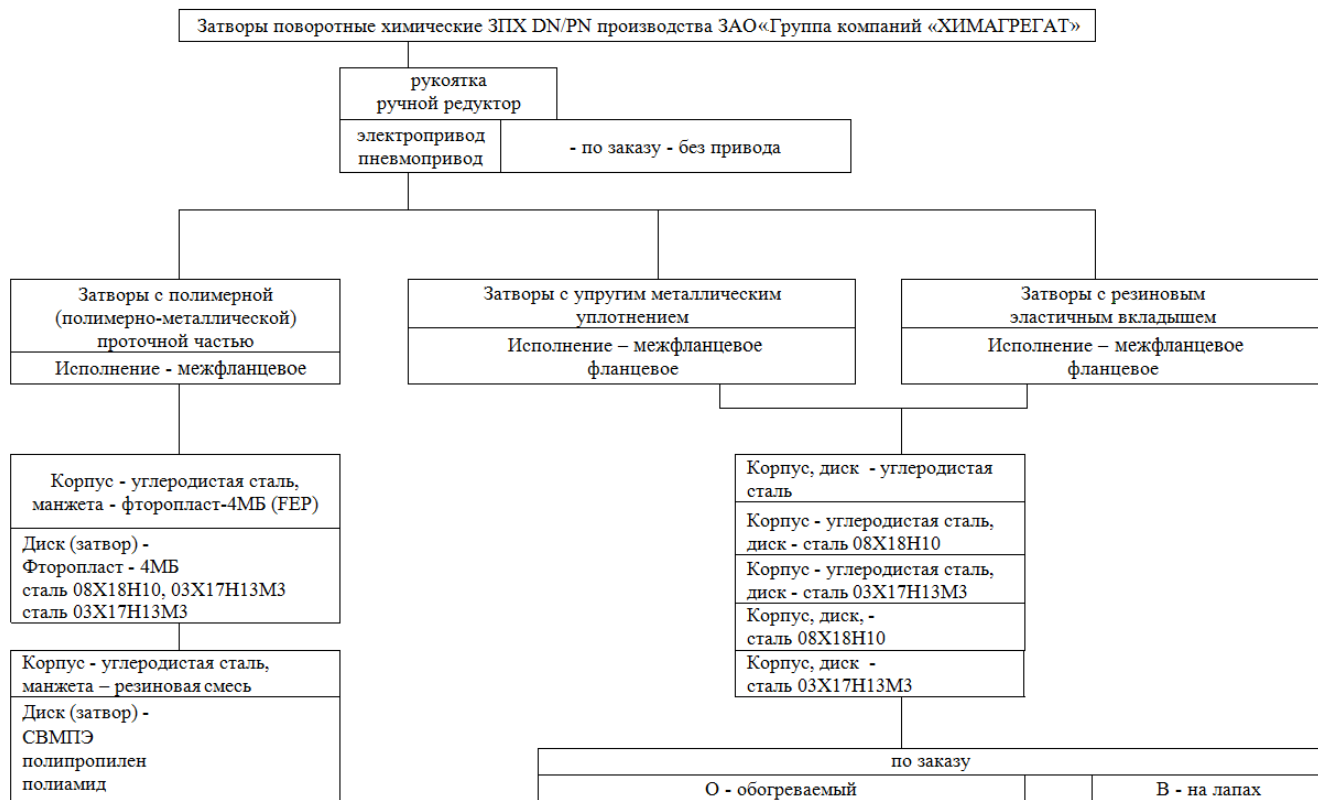 Затворы поворотные химические ЗПХ DN/PN производства ЗАО«Группа компаний «ХИМАГРЕГАТ»
рукоятка
ручной редуктор
электропривод
пневмопривод
- по заказу - без привода
Затворы с полимерной
(полимерно-металлической)
проточной частью
Исполнение - межфланцевое
Затворы с упругим металлическим
уплотнением
Исполнение – межфланцевое
фланцевое
Затворы с резиновым
эластичным вкладышем
Исполнение – межфланцевое
фланцевое
Корпус - углеродистая сталь,
манжета - фторопласт-4МБ (FEP)
Диск (затвор) -
Фторопласт - 4МБ
сталь 08Х18Н10, 03Х17Н13М3
сталь 03Х17Н13М3
Корпус - углеродистая сталь,
манжета – резиновая смесь
Диск (затвор) -
СВМПЭ
полипропилен
полиамид
Корпус, диск - углеродистая
сталь
Корпус - углеродистая сталь,
диск - сталь 08Х18Н10
Корпус - углеродистая сталь,
диск - сталь 03Х17Н13М3
Корпус, диск, -
сталь 08Х18Н10
Корпус, диск -
сталь 03Х17Н13М3
по заказу
О - обогреваемый
В - на лапах